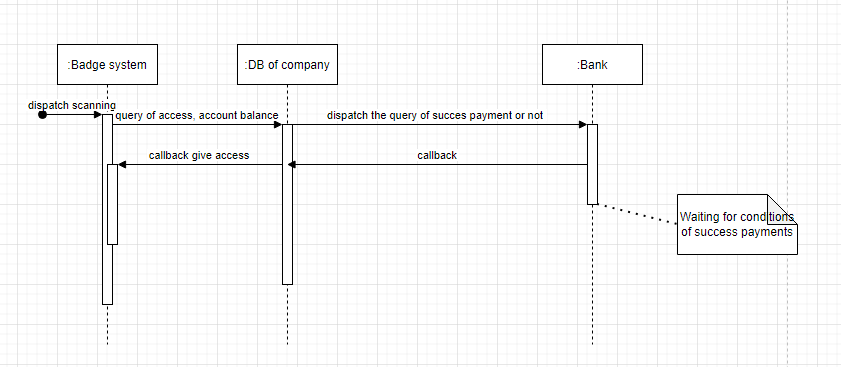 :Badge system
:DB of company
:Bank
dispatch scanning
query of access, account balance
dispatch the query of succes payment or not
callback give access
callback
Waiting for conditions
of success payments